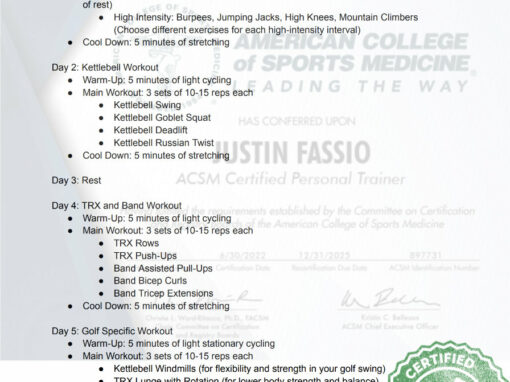 of rest)
High Intensity: Burpees, Jumping Jacks, High Knees, Mountain Climbers
(Choose different exercises for each high-intensity interval)
● Cool Down: 5 minutes of stretching
AMERICAN COLLEGE
of SPORTS MEDICINE
LEADING THE WAY
Day 2: Kettlebell Workout
● Warm-Up: 5 minutes of light cycling
● Main Workout: 3 sets of 10-15 reps each
● Kettlebell Swing
● Kettlebell Goblet Squat
● Kettlebell Deadlift
● Kettlebell Russian Twist
● Cool Down: 5 minutes of stretching
HAS CONFERRED UPON
JUSTIN FASSIO
ACSM Certified Personal Trainer
Day 3: Rest
Day 4: TRX and Band Workout
● Warm-Up: 5 minutes of light cycling
● Main Workout: 3 sets of 10-15 reps each
● TRX Rows
● TRX Push-Ups
● Band Assisted Pull-Ups
● Band Bicep Curls
● Band Tricep Extensions
● Cool Down: 5 minutes of stretching
the requirements established by the Committee on Certification
of the American College of Sports Medicine
6/30/2022 12/31/2025 897731
Certification Date Recertification Due Date ACSM Identification Number
ACSM Chief Executive Officer
Day 5: Golf Specific Workout
● Warm-Up: 5 minutes of light stationary cycling
● Main Workout: 3 sets of 10-15 reps each
● Kettlebell Windmills (for flexibility and strength in your golf swing)
● TRX Lunge with Rotation (for lower body strength and balance)
CERTIFIED